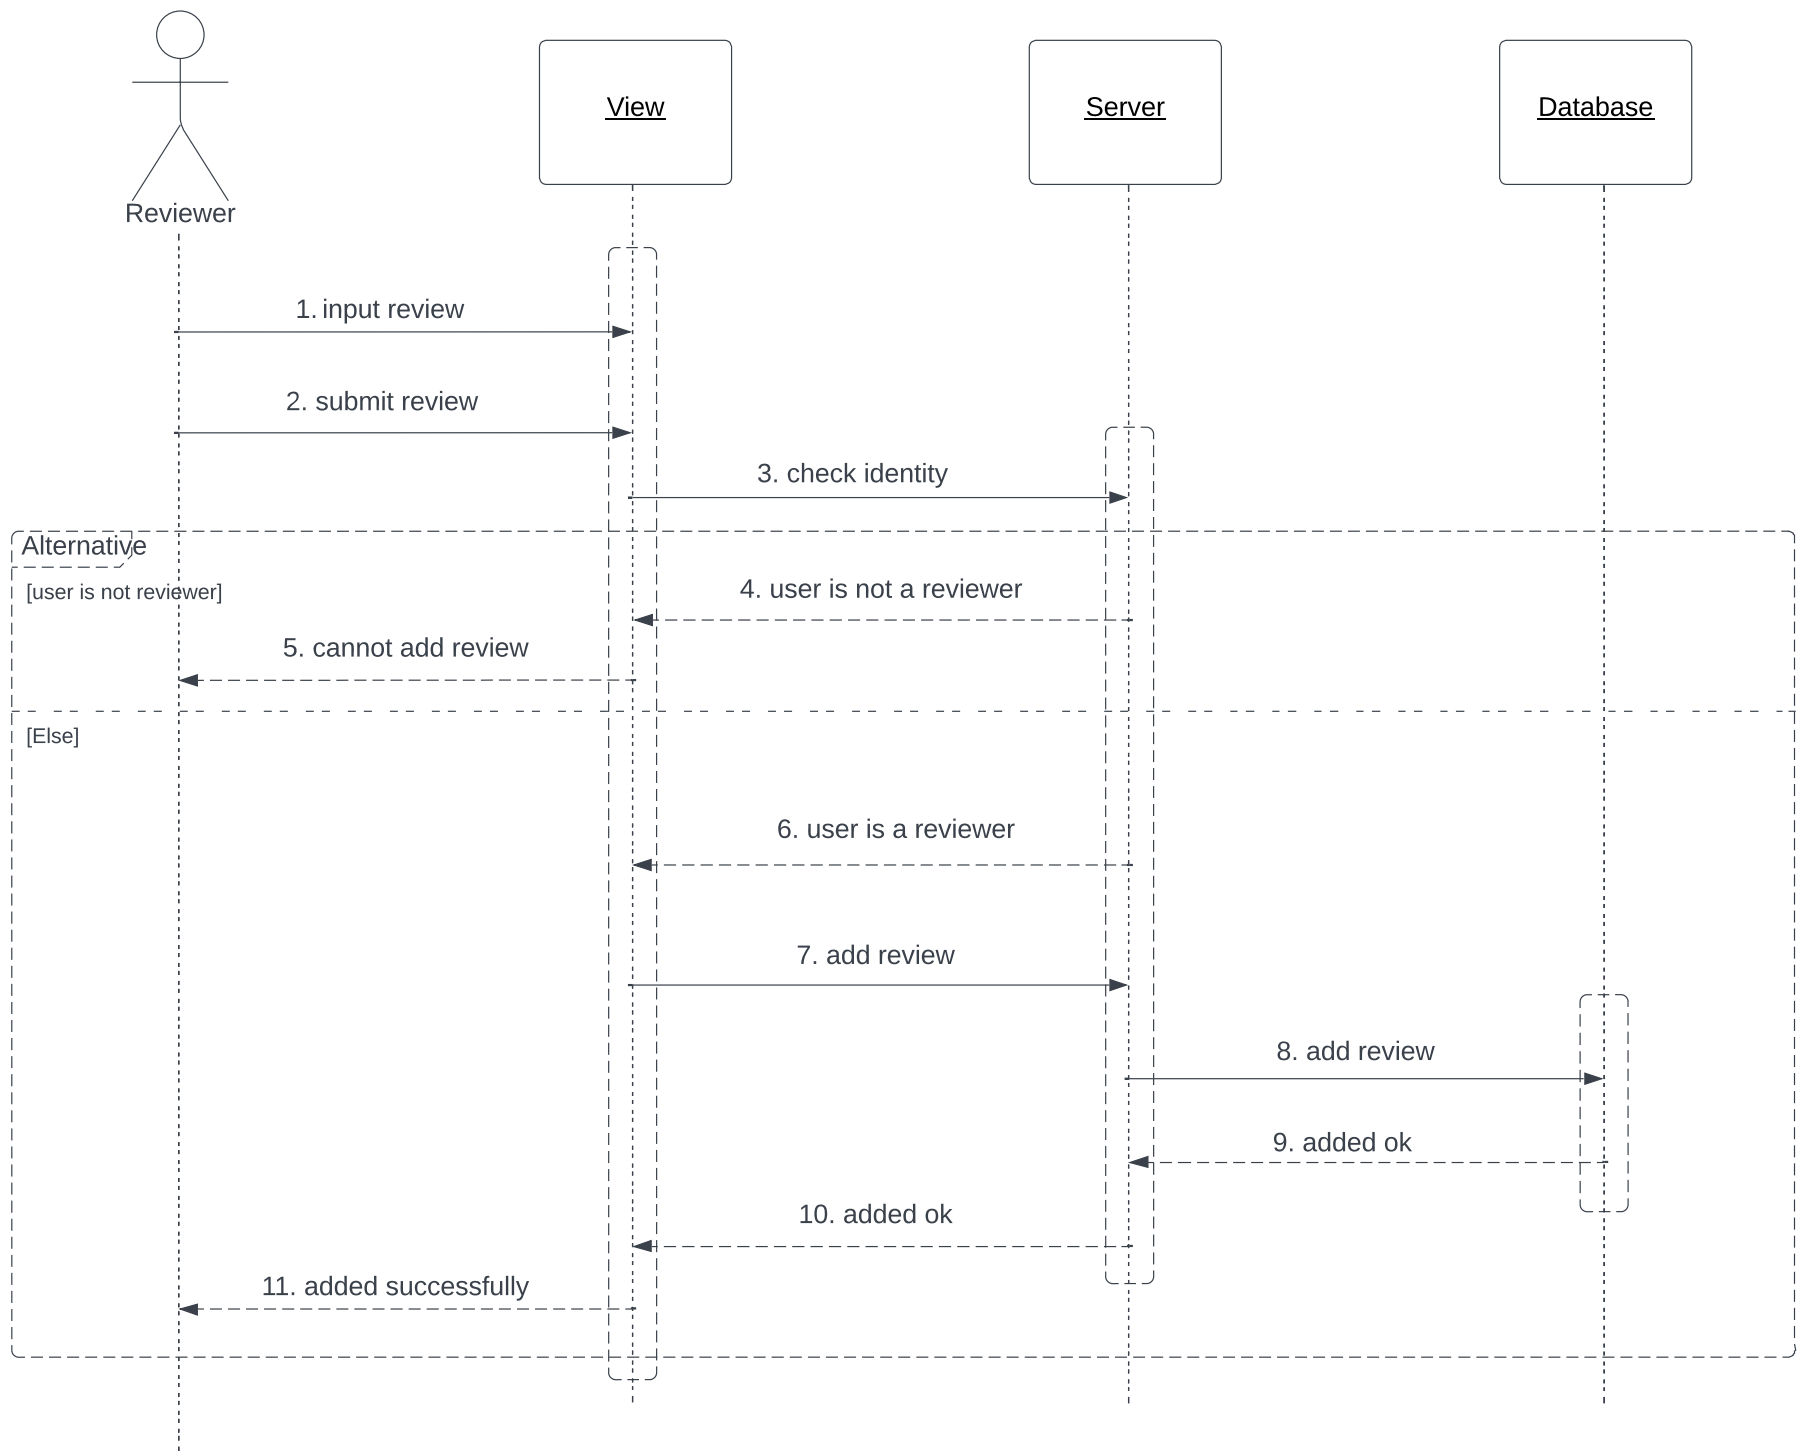 View
Server
Database
Reviewer
1. input review
2. submit review
3. check identity
Alternative
[user is not reviewer]
4. user is not a reviewer
5. cannot add review
[Else]
6. user is a reviewer
7. add review
8. add review
9. added ok
10. added ok
11. added successfully